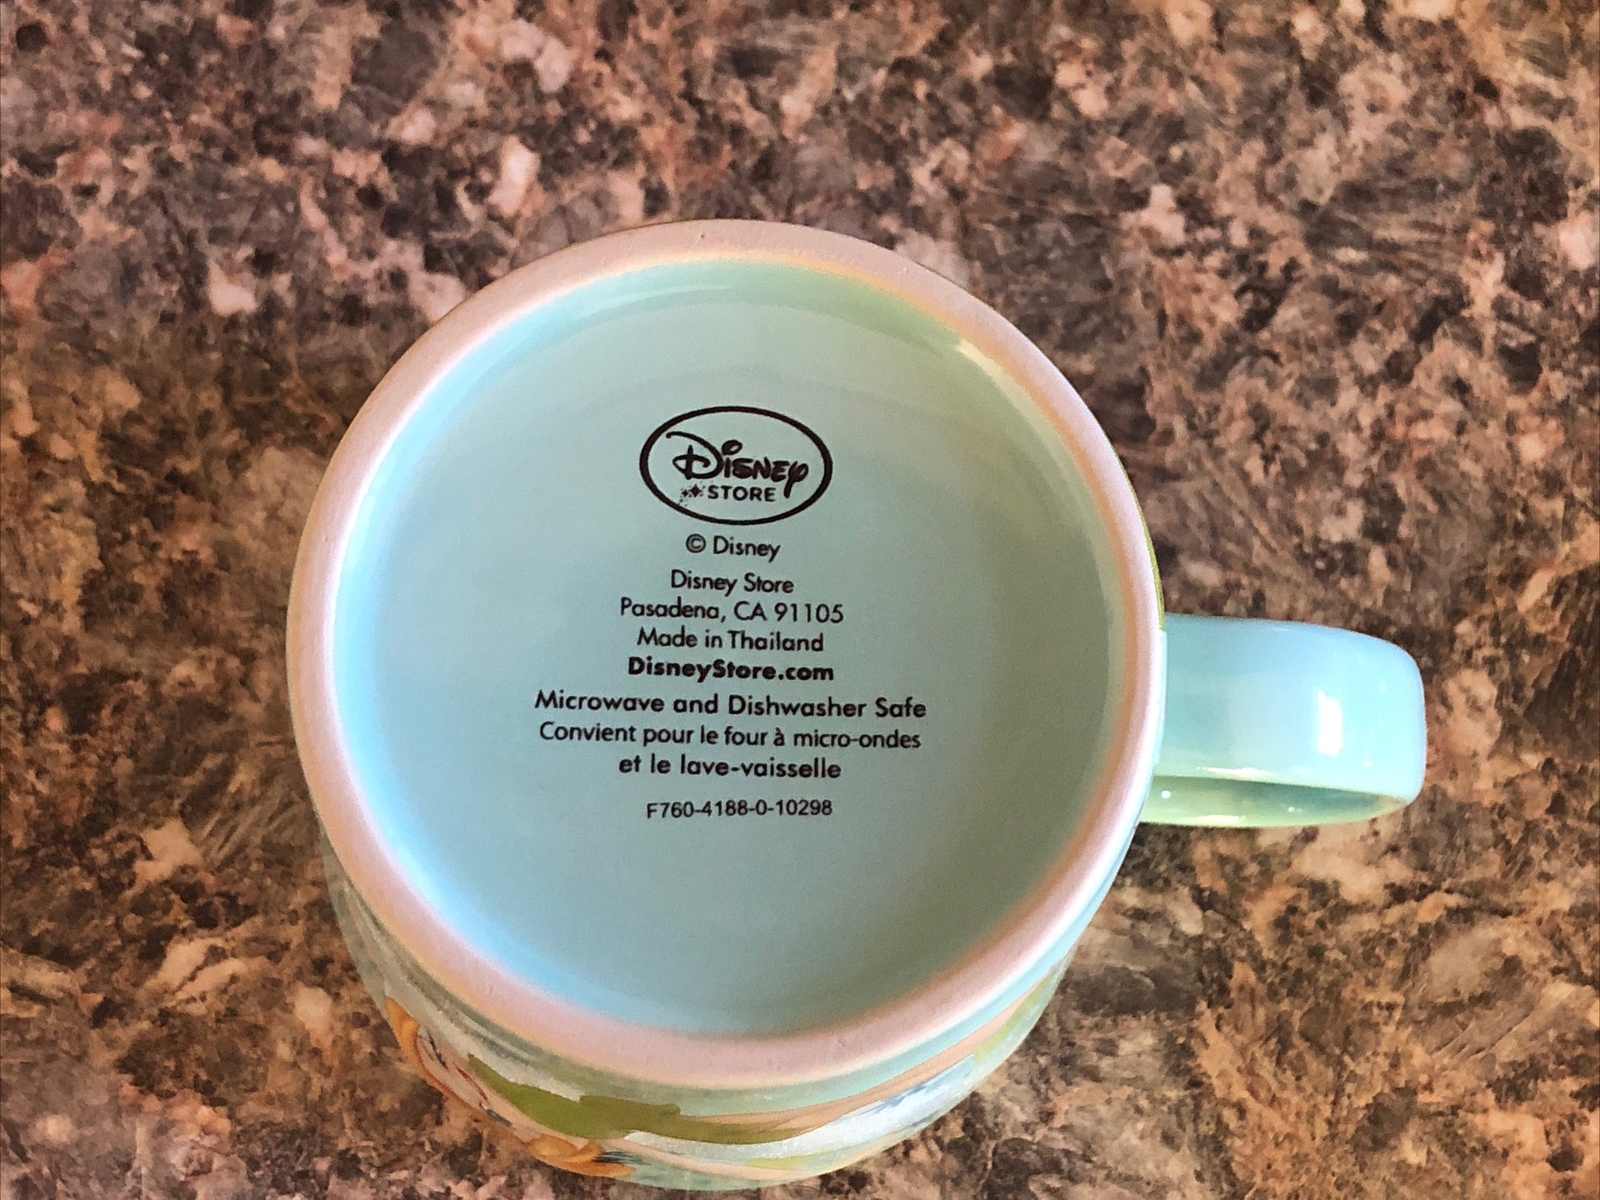 Disney
STORE
© Disney
Disney Store
Pasadena, CA 91105
Made in Thailand
DisneyStore.com
Microwave and Dishwasher Safe
Convient pour le four à micro-ondes
et le lave-vaisselle
F760-4188-0-10298